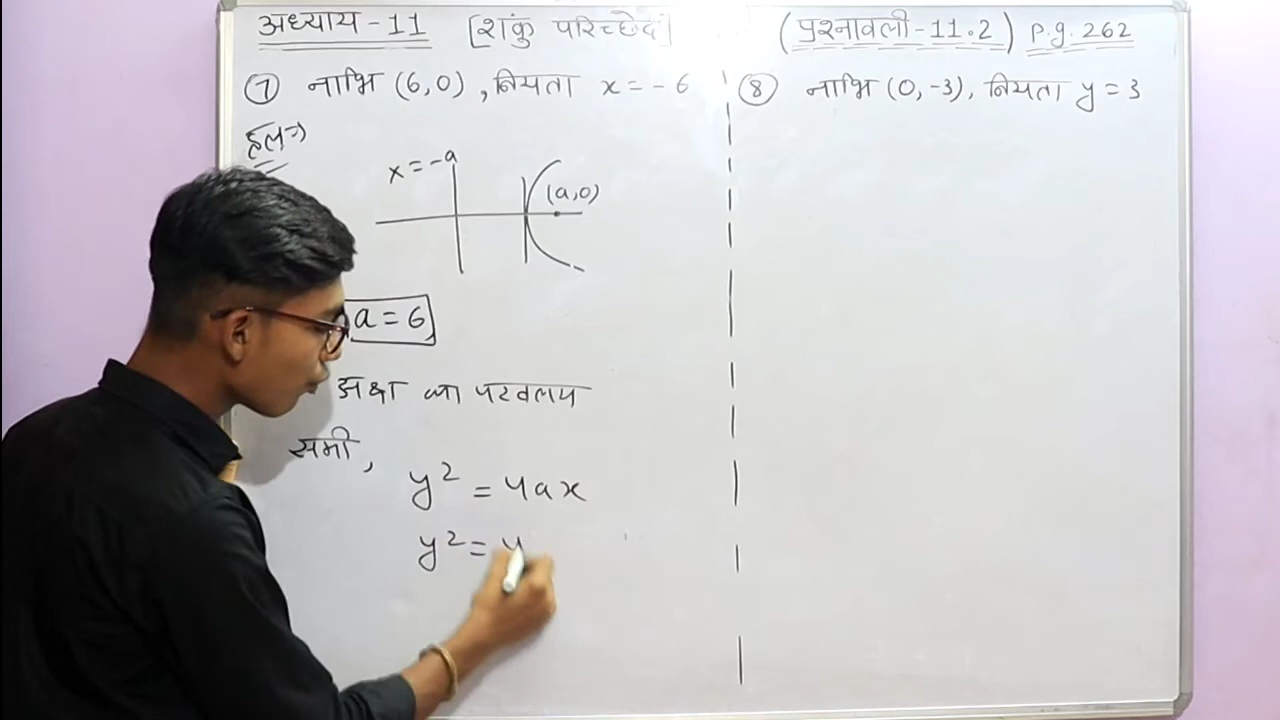 अध्याय - 11 [शंकु परिच्छेद] (प्रश्नावली - 11.2) P.g. 262
⑦ नाभि (6,0), नियता x = - 6
हल⇒
x = -a
(a,0)
a = 6
अक्ष का परवलय
समी,
y² = 4ax
y² = 4
⑧ नाभि (0, -3), नियता y = 3